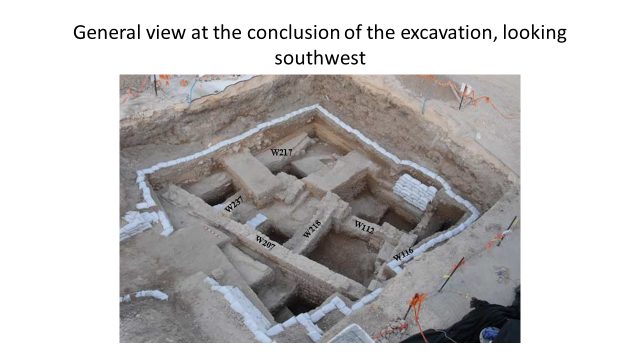 General view at the conclusion of the excavation, looking
southwest
W217
W237
W218
W112
W207
W116